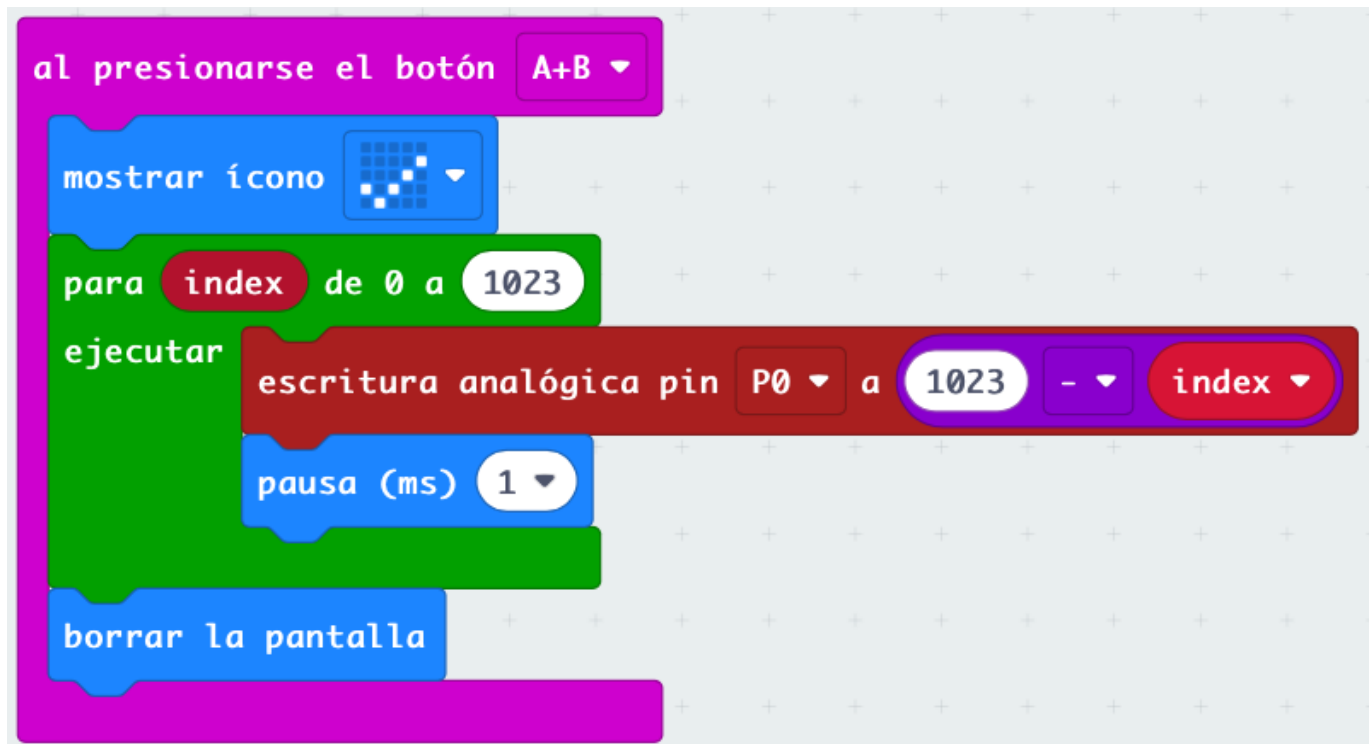 al presionarse el botón A+B
mostrar ícono
para index de 0 a 1023
ejecutar
escritura analógica pin P0 a 1023 - index
pausa (ms) 1
borrar la pantalla